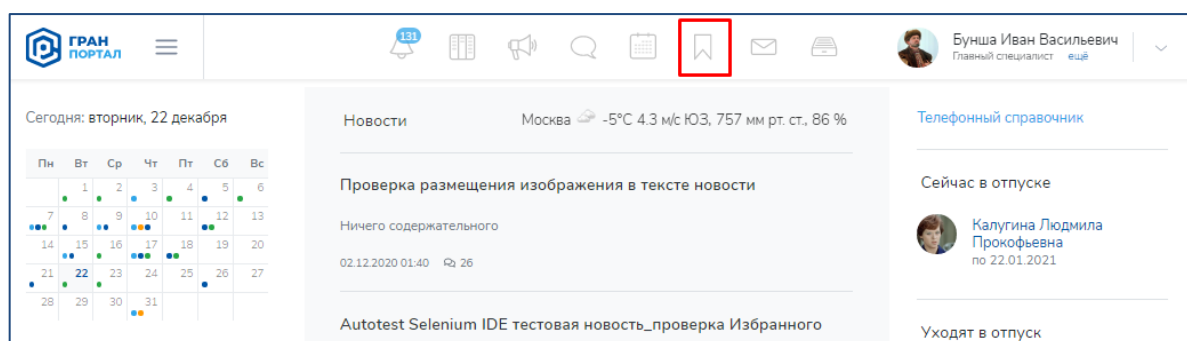 ГРАН
ПОРТАЛ
131
Бунша Иван Васильевич
Главный специалист ещё
Сегодня: вторник, 22 декабря
Пн Вт Ср Чт Пт Сб Вс
1 2 3 4 5 6
7 8 9 10 11 12 13
14 15 16 17 18 19 20
21 22 23 24 25 26 27
28 29 30 31
Новости
Москва -5°C 4.3 м/с ЮЗ, 757 мм рт. ст., 86 %
Проверка размещения изображения в тексте новости
Ничего содержательного
02.12.2020 01:40 26
Autotest Selenium IDE тестовая новость_проверка Избранного
Телефонный справочник
Сейчас в отпуске
Калугина Людмила
Прокофьевна
по 22.01.2021
Уходят в отпуск